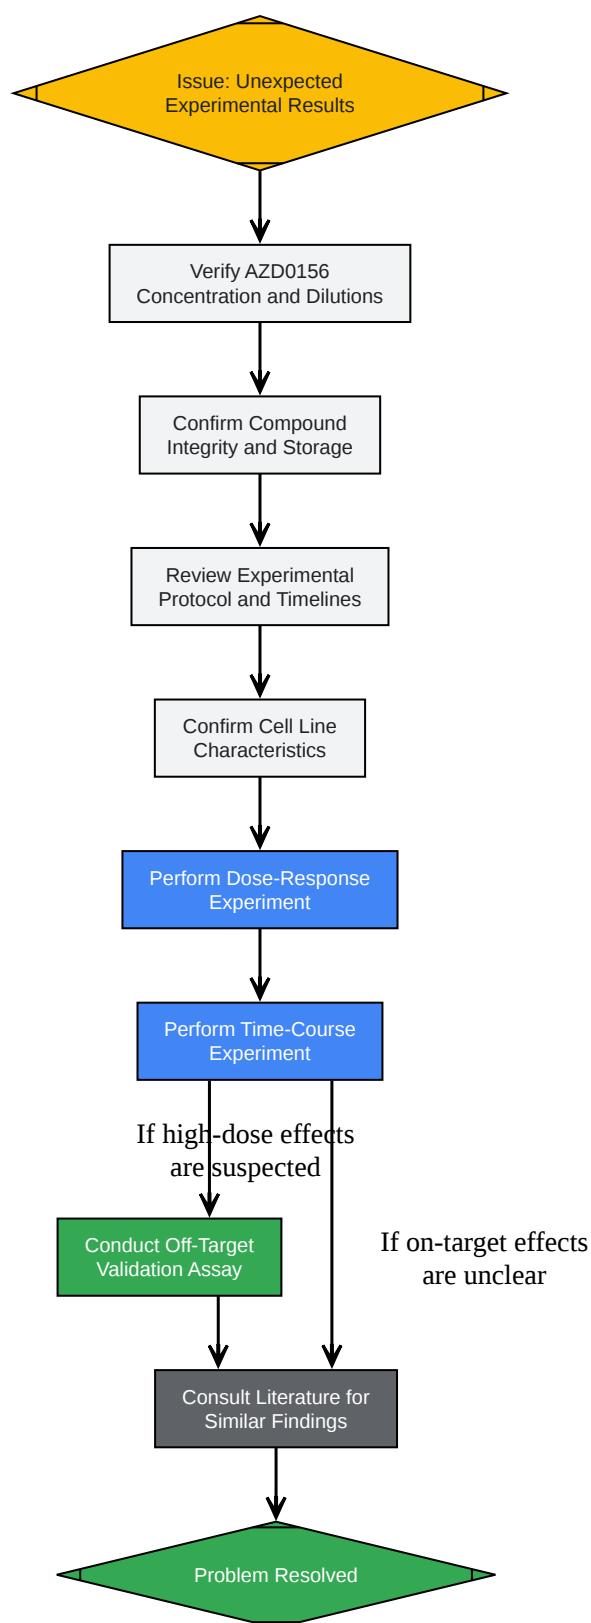 Issue: Unexpected
Experimental Results
Verify AZD0156
Concentration and Dilutions
Confirm Compound
Integrity and Storage
Review Experimental
Protocol and Timelines
Confirm Cell Line
Characteristics
Perform Dose-Response
Experiment
Perform Time-Course
Experiment
If high-dose effects
are suspected
Conduct Off-Target
Validation Assay
If on-target effects
are unclear
Consult Literature for
Similar Findings
Problem Resolved